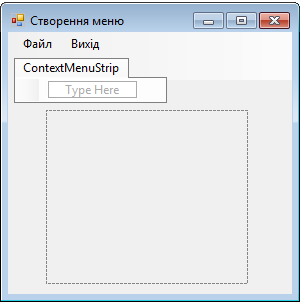 Створення меню
Файл Вихід
ContextMenuStrip
Type Here